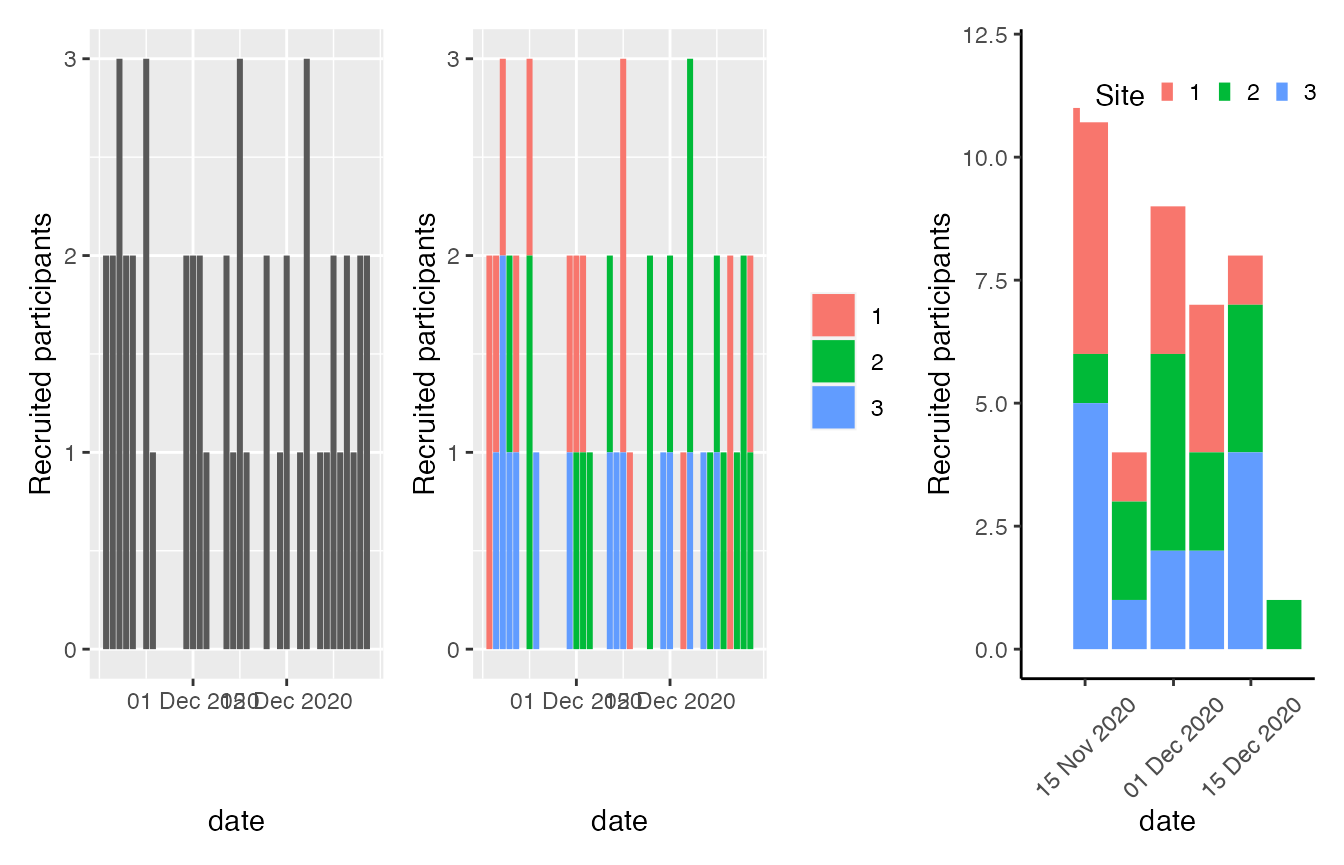 Recruited participants
3
2
1
0
01 Dec 2020
15 Dec 2020
date
Recruited participants
3
2
1
0
01 Dec 2020
15 Dec 2020
date
1
2
3
Recruited participants
12.5
10.0
7.5
5.0
2.5
0.0
Site 1 2 3
15 Nov 2020
01 Dec 2020
15 Dec 2020
date